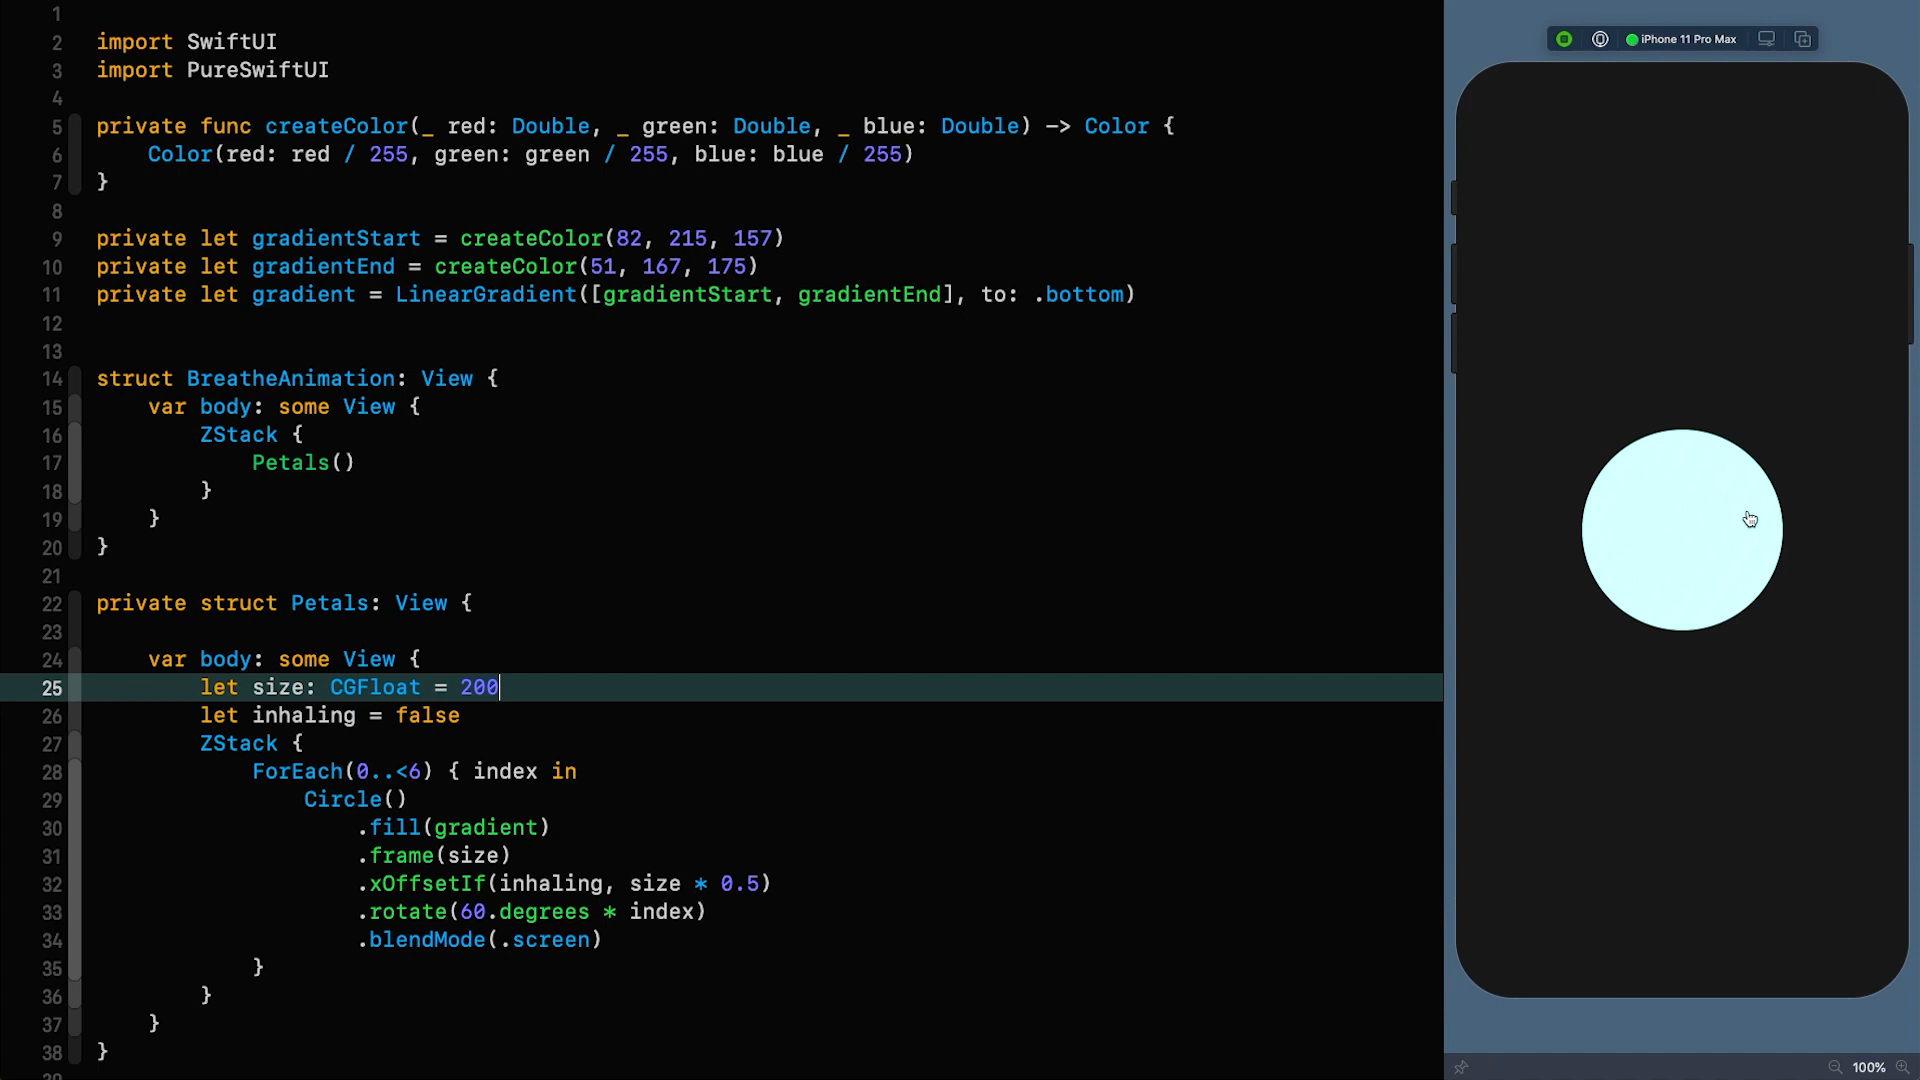 1
2 import SwiftUI
3 import PureSwiftUI
4
5 private func createColor(_ red: Double, _ green: Double, _ blue: Double) -> Color {
6     Color(red: red / 255, green: green / 255, blue: blue / 255)
7 }
8
9 private let gradientStart = createColor(82, 215, 157)
10 private let gradientEnd = createColor(51, 167, 175)
11 private let gradient = LinearGradient([gradientStart, gradientEnd], to: .bottom)
12
13
14 struct BreatheAnimation: View {
15     var body: some View {
16         ZStack {
17             Petals()
18         }
19     }
20 }
21
22 private struct Petals: View {
23
24     var body: some View {
25         let size: CGFloat = 200
26         let inhaling = false
27         ZStack {
28             ForEach(0..<6) { index in
29                 Circle()
30                     .fill(gradient)
31                     .frame(size)
32                     .xOffsetIf(inhaling, size * 0.5)
33                     .rotate(60.degrees * index)
34                     .blendMode(.screen)
35             }
36         }
37     }
38 }
iPhone 11 Pro Max
100%